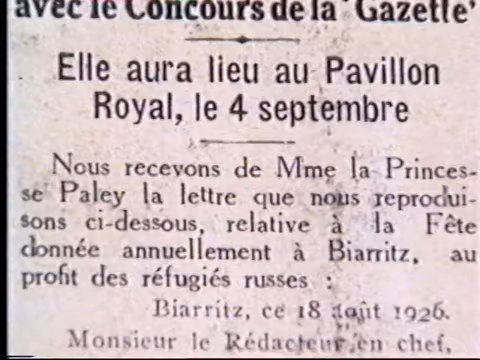 avec le Concours de la "Gazette"
Elle aura lieu au Pavillon
Royal, le 4 septembre
Nous recevons de Mme la Princes-
se Paley la lettre que nous reprodui-
sons ci-dessous, relative à la Fête
donnée annuellement à Biarritz, au
profit des réfugiés russes :
Biarritz, ce 18 août 1926.
Monsieur le Rédacteur en chef,